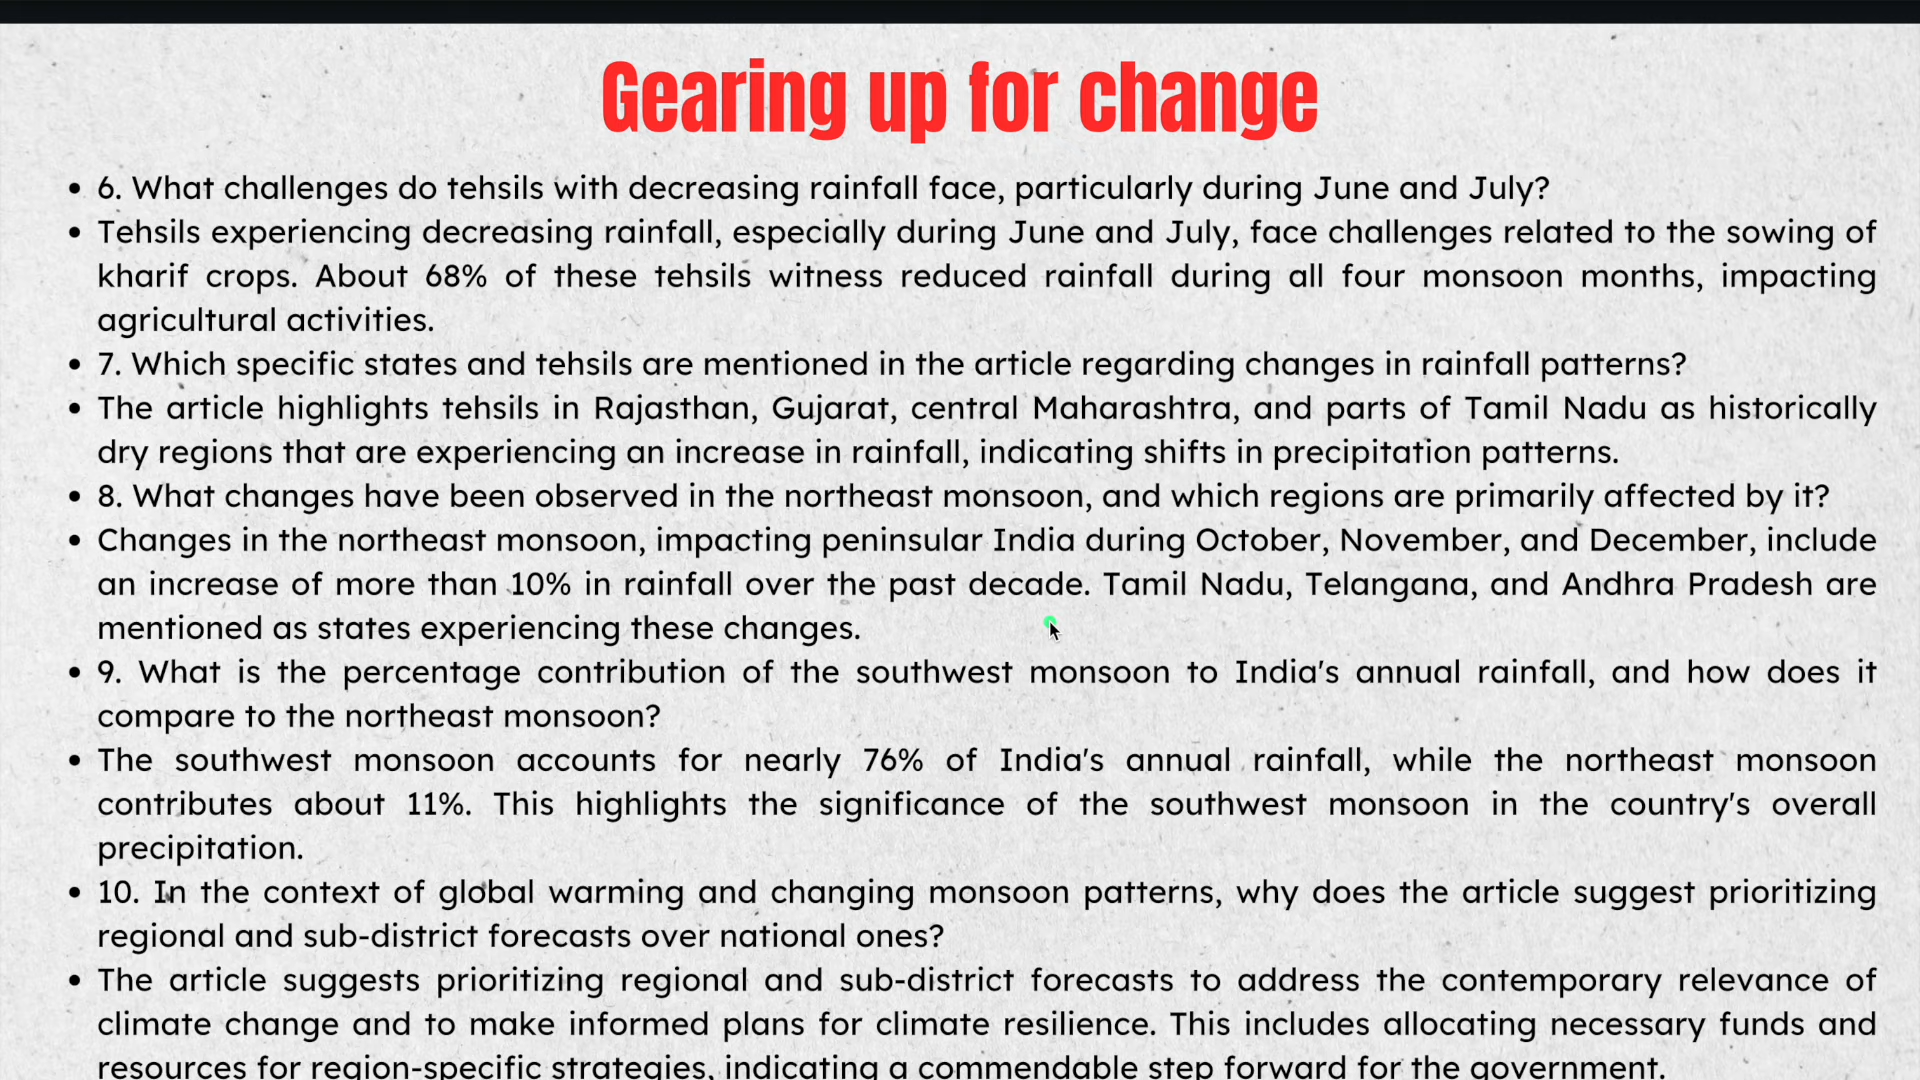 Gearing up for change
• 6. What challenges do tehsils with decreasing rainfall face, particularly during June and July?
• Tehsils experiencing decreasing rainfall, especially during June and July, face challenges related to the sowing of
kharif crops. About 68% of these tehsils witness reduced rainfall during all four monsoon months, impacting
agricultural activities.
• 7. Which specific states and tehsils are mentioned in the article regarding changes in rainfall patterns?
• The article highlights tehsils in Rajasthan, Gujarat, central Maharashtra, and parts of Tamil Nadu as historically
dry regions that are experiencing an increase in rainfall, indicating shifts in precipitation patterns.
• 8. What changes have been observed in the northeast monsoon, and which regions are primarily affected by it?
• Changes in the northeast monsoon, impacting peninsular India during October, November, and December, include
an increase of more than 10% in rainfall over the past decade. Tamil Nadu, Telangana, and Andhra Pradesh are
mentioned as states experiencing these changes.
• 9. What is the percentage contribution of the southwest monsoon to India's annual rainfall, and how does it
compare to the northeast monsoon?
• The southwest monsoon accounts for nearly 76% of India's annual rainfall, while the northeast monsoon
contributes about 11%. This highlights the significance of the southwest monsoon in the country's overall
precipitation.
• 10. In the context of global warming and changing monsoon patterns, why does the article suggest prioritizing
regional and sub-district forecasts over national ones?
• The article suggests prioritizing regional and sub-district forecasts to address the contemporary relevance of
climate change and to make informed plans for climate resilience. This includes allocating necessary funds and
resources for region-specific strategies, indicating a commendable step forward for the government.